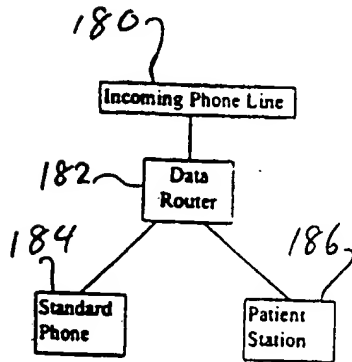 180
Incoming Phone Line
182
Data
Router
184
186
Standard
Phone
Patient
Station